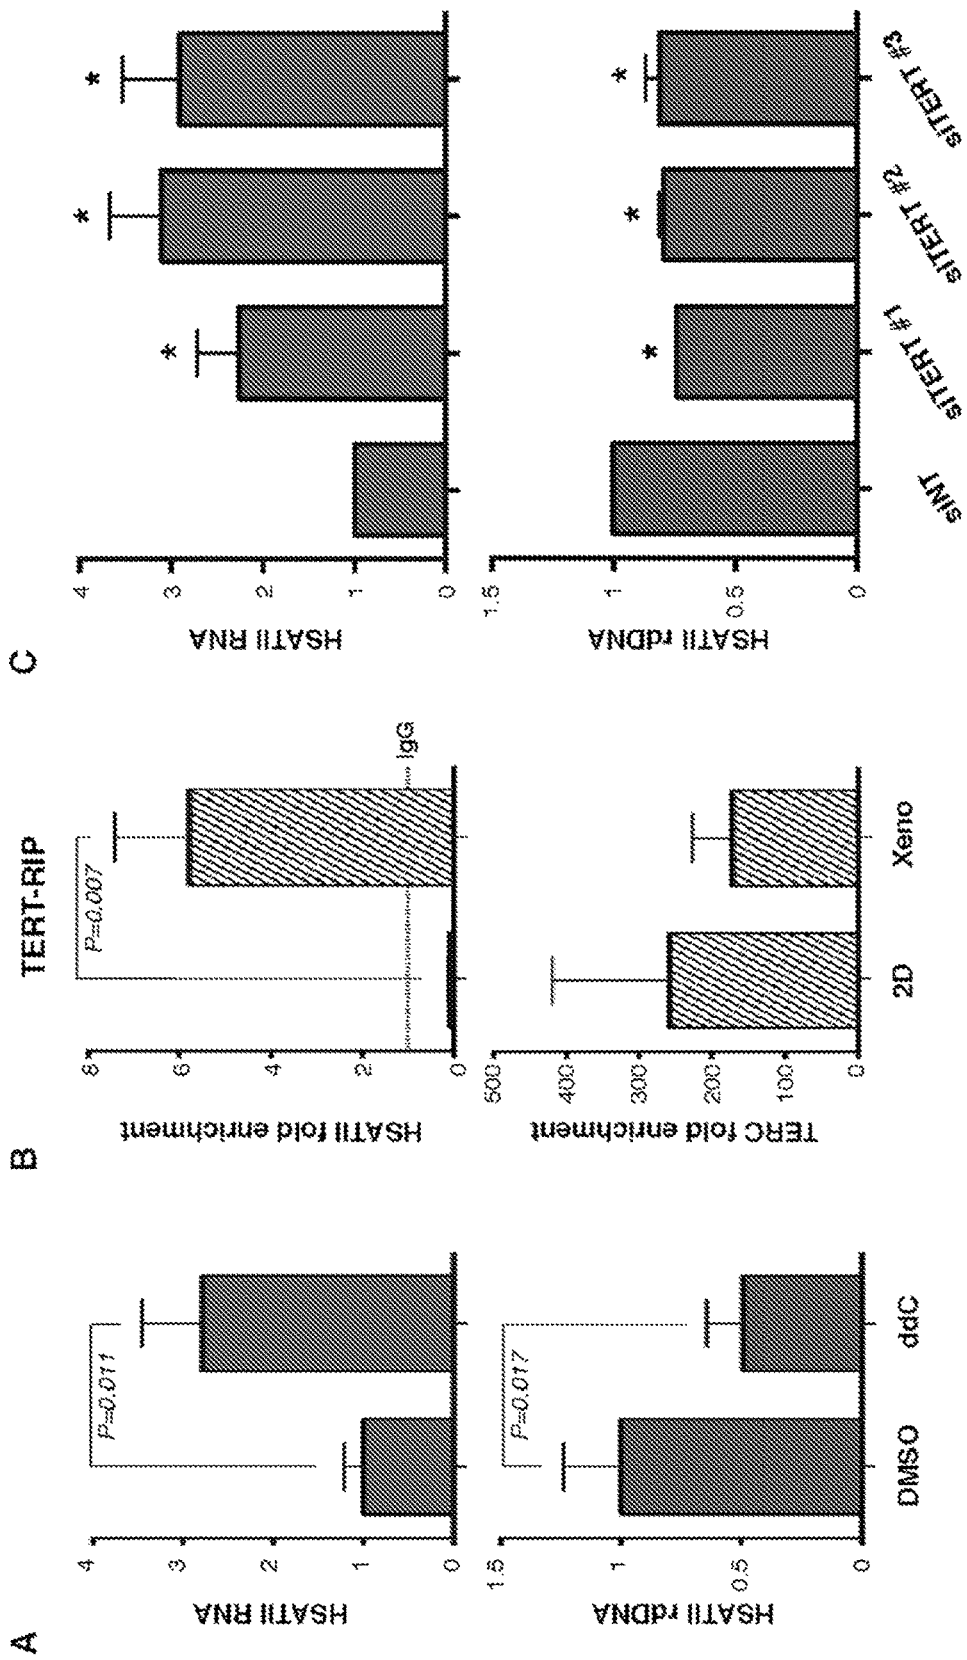 A
HSATII RNA
4
3
2
1
0
P=0.011
HSATII rdDNA
1.5
1
0.5
0
P=0.017
DMSO
ddC
B
TERT-RIP
HSATII fold enrichment
8
6
4
2
0
P=0.007
IgG
TERC fold enrichment
500
400
300
200
100
0
2D
Xeno
C
HSATII RNA
4
3
2
1
0
*
*
*
HSATII rdDNA
1.5
1
0.5
0
*
*
*
siNT
siTERT #1
siTERT #2
siTERT #3